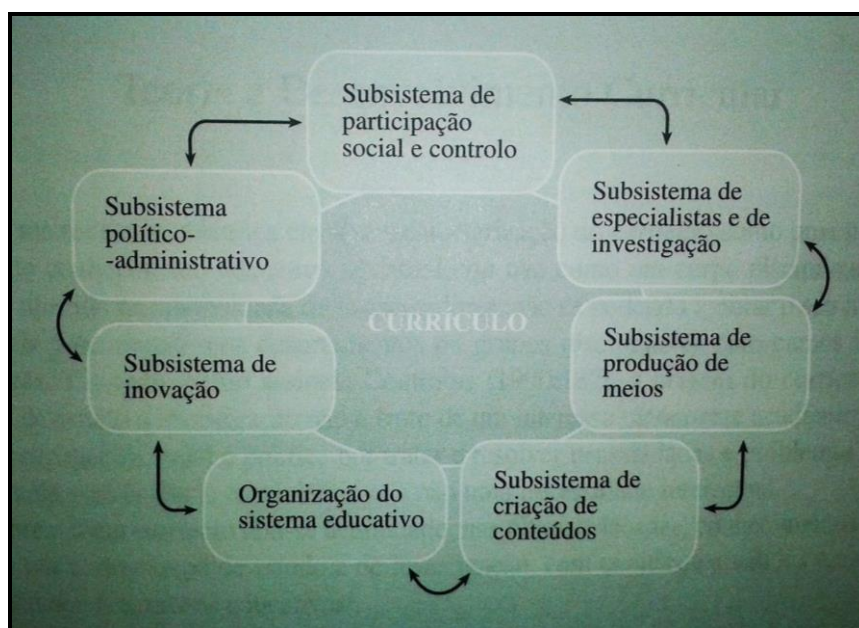 Subsistema de
participação
social e controlo
Subsistema
político-
-administrativo
Subsistema de
especialistas e de
investigação
CURRÍCULO
Subsistema de
inovação
Subsistema de
produção de
meios
Organização do
sistema educativo
Subsistema de
criação de
conteúdos